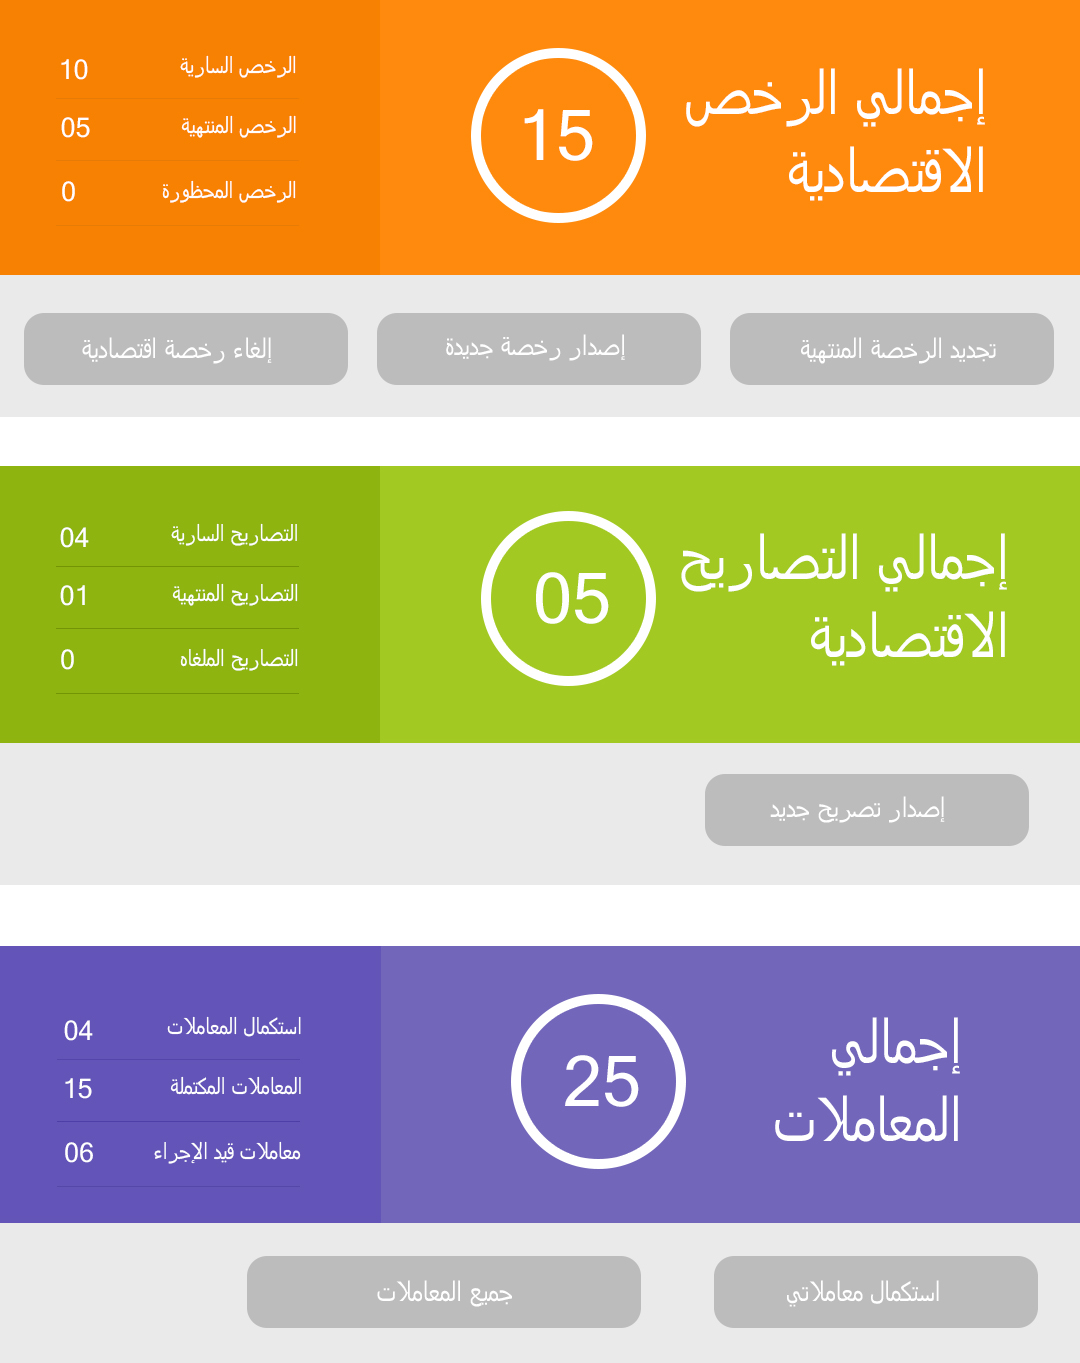 إجمالي الرخص
الاقتصادية
15
الرخص السارية 10
الرخص المنتهية 05
الرخص المحظورة 0
تجديد الرخصة المنتهية
إصدار رخصة جديدة
إلغاء رخصة اقتصادية
إجمالي التصاريح
الاقتصادية
05
التصاريح السارية 04
التصاريح المنتهية 01
التصاريح الملغاه 0
إصدار تصريح جديد
إجمالي
المعاملات
25
استكمال المعاملات 04
المعاملات المكتملة 15
معاملات قيد الإجراء 06
استكمال معاملاتي
جميع المعاملات